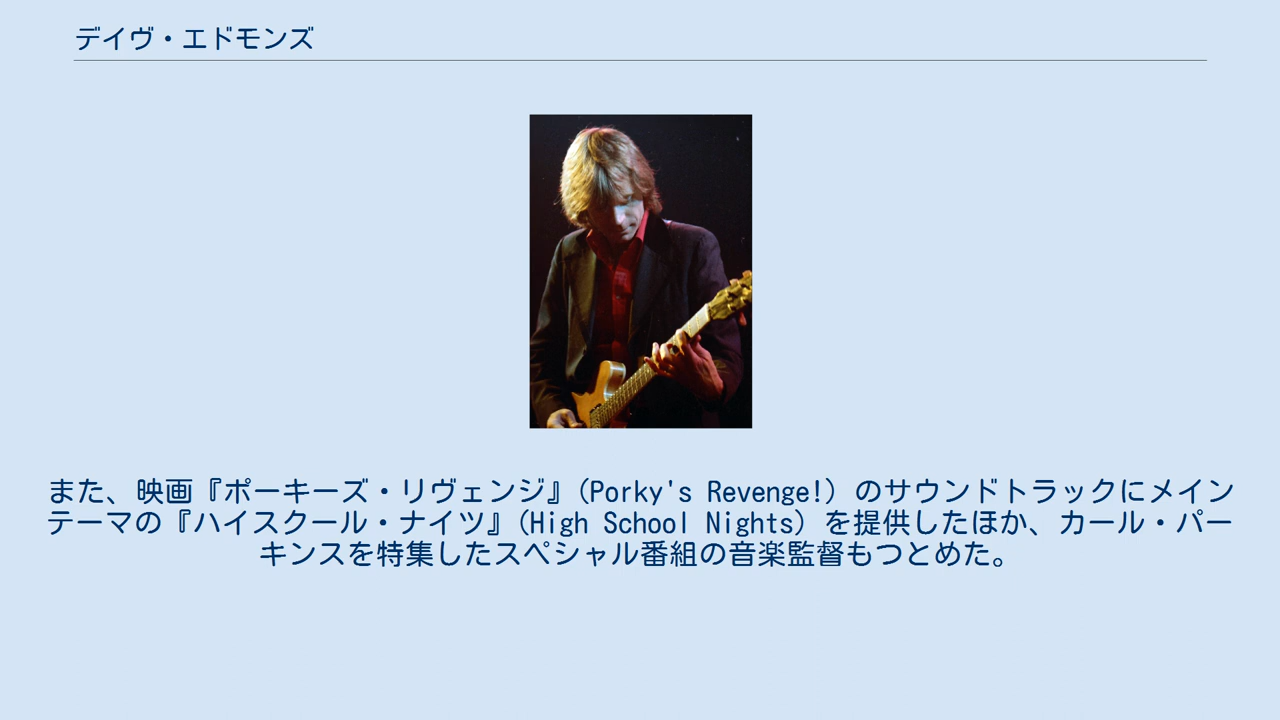 デイヴ・エドモンズ
また、映画『ポーキーズ・リヴェンジ』(Porky's Revenge!) のサウンドトラックにメイン
テーマの『ハイスクール・ナイツ』(High School Nights) を提供したほか、カール・パー
キンスを特集したスペシャル番組の音楽監督もつとめた。